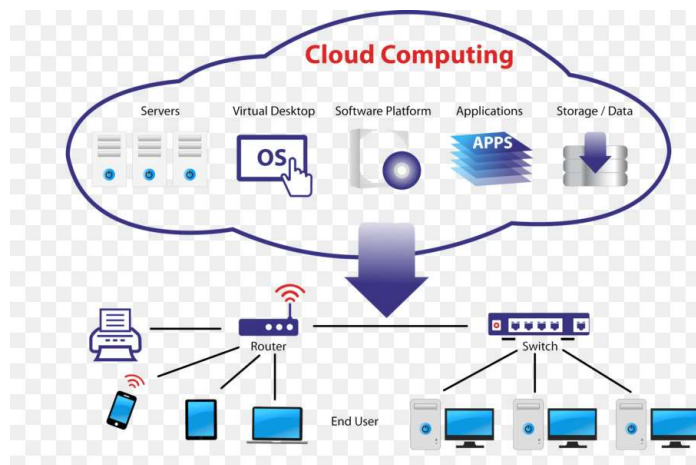 Cloud Computing
Servers Virtual Desktop Software Platform Applications Storage / Data
OS
APPS
Router
Switch
End User